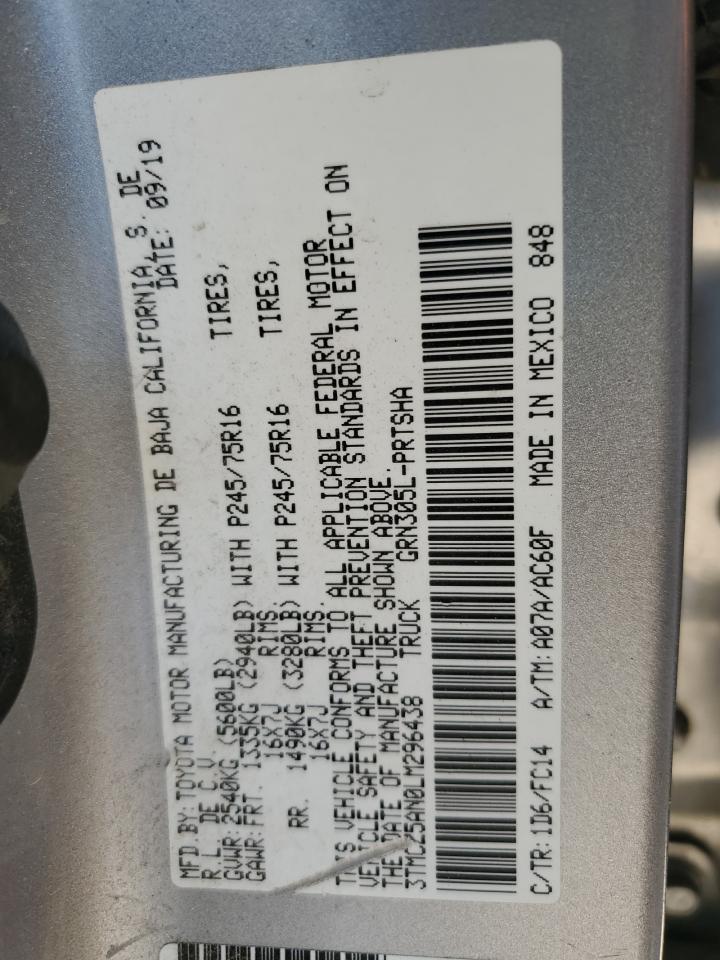 MFD.BY:TOYOTA MOTOR MANUFACTURING DE BAJA CALIFORNIA,S. DE
R.L. DE C.V. DATE: 09/19
GVWR:2540KG (5600LB)
GAWR:FRT. 1335KG (2940LB) WITH P245/75R16 TIRES,
16X7J RIMS.
RR. 1490KG (3280LB) WITH P245/75R16 TIRES,
16X7J RIMS.
THIS VEHICLE CONFORMS TO ALL APPLICABLE FEDERAL MOTOR
VEHICLE SAFETY AND THEFT PREVENTION STANDARDS IN EFFECT ON
THE DATE OF MANUFACTURE SHOWN ABOVE.
3TMCZ5AN0LM296438 TRUCK GRN305L-PRTSHA
C/TR:1D6/FC14 A/TM:A07A/AC60F MADE IN MEXICO 848